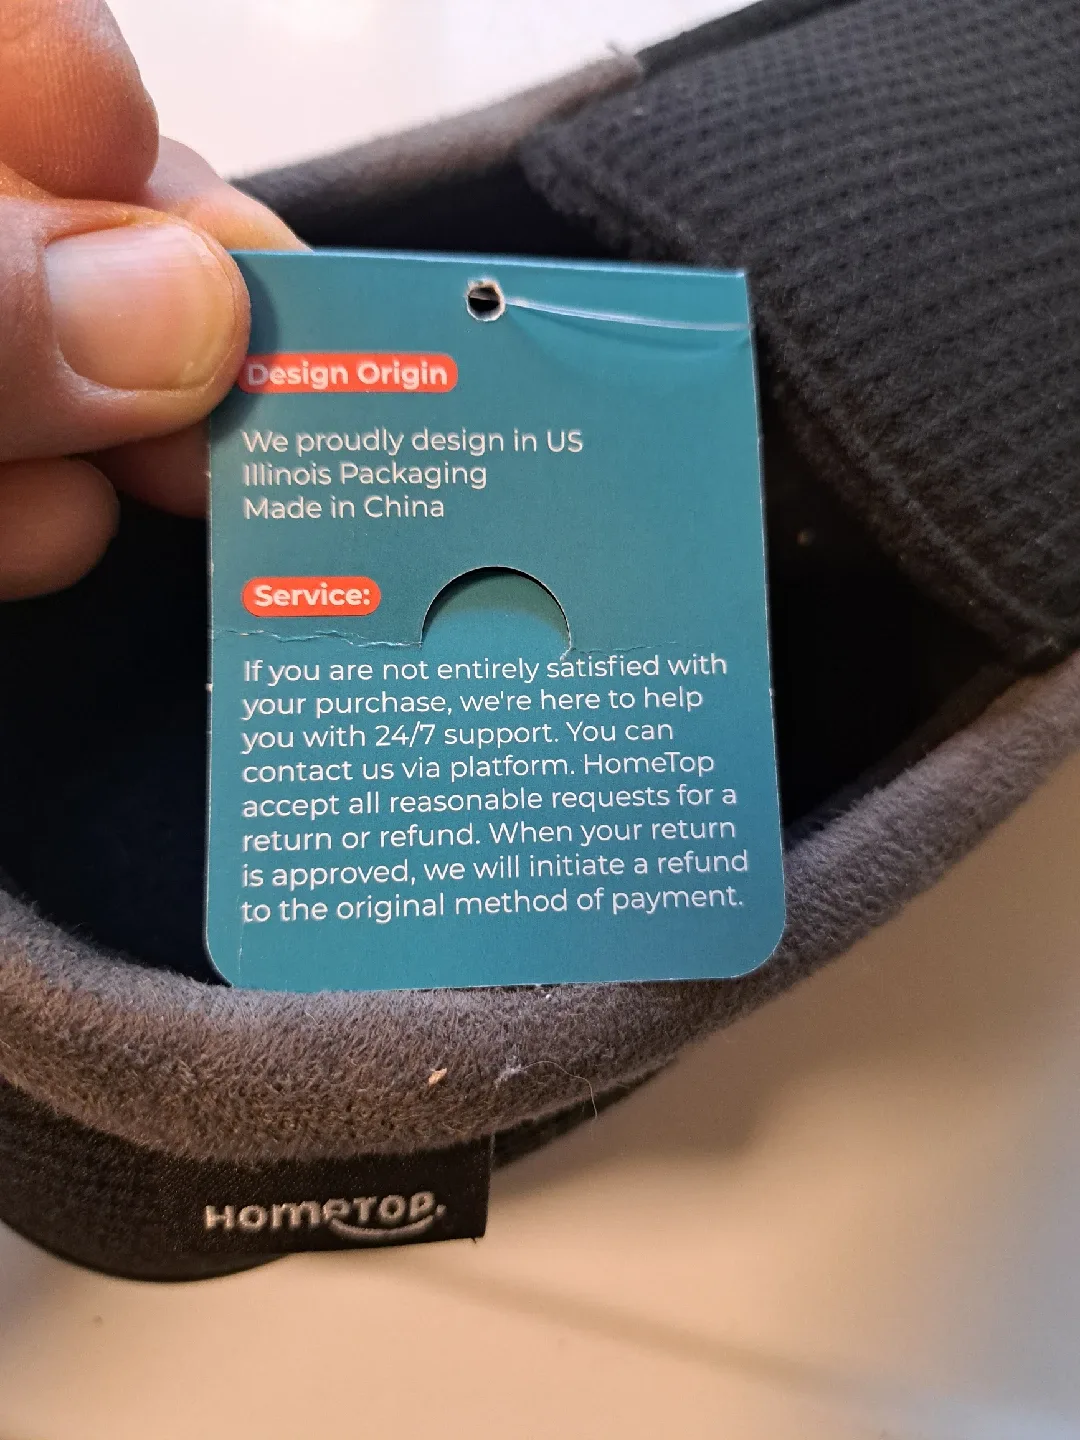 Design Origin
We proudly design in US
Illinois Packaging
Made in China
Service:
If you are not entirely satisfied with
your purchase, we're here to help
you with 24/7 support. You can
contact us via platform. HomeTop
accept all reasonable requests for a
return or refund. When your return
is approved, we will initiate a refund
to the original method of payment.
HOMETOP.